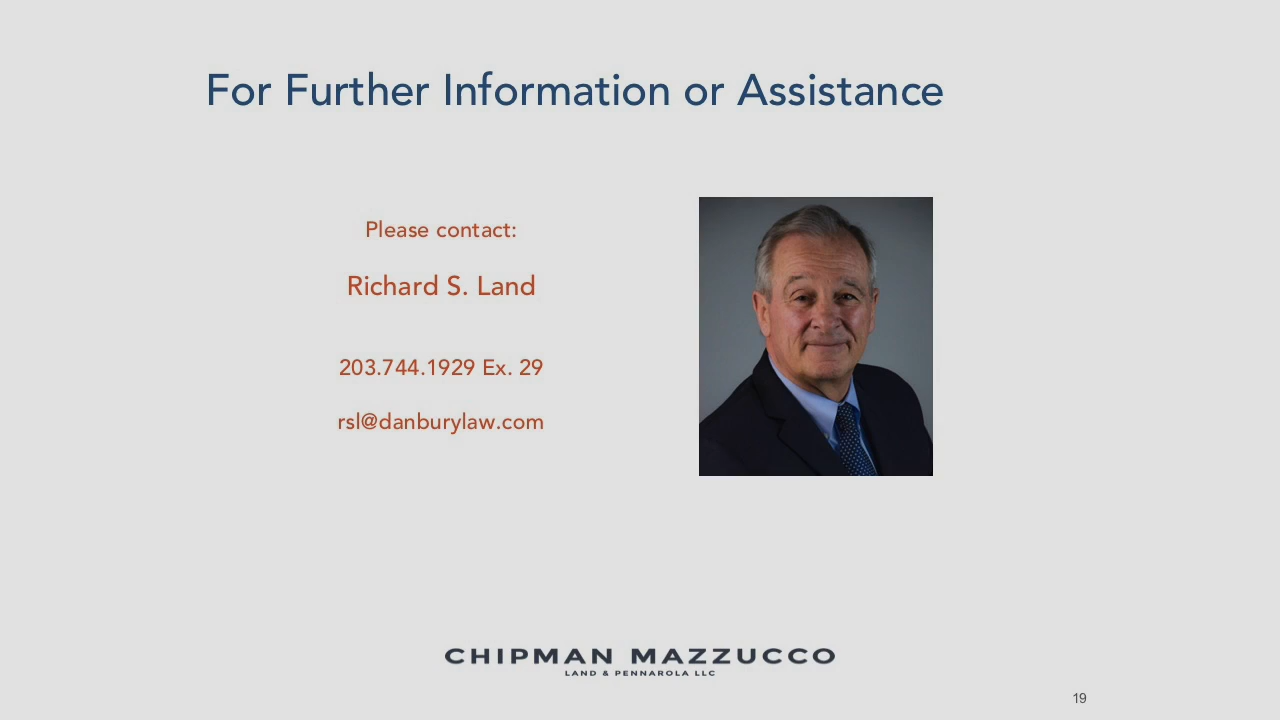 For Further Information or Assistance
Please contact:
Richard S. Land
203.744.1929 Ex. 29
rsl@danburylaw.com
CHIPMAN MAZZUCCO
LAND & PENNAROLA LLC
19